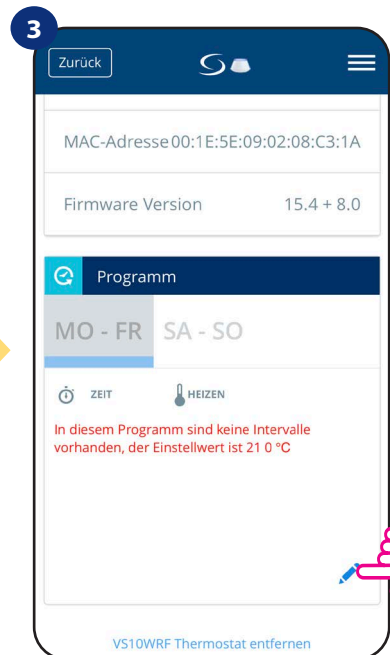 3
Zurück
MAC-Adresse 00:1E:5E:09:02:08:C3:1A
Firmware Version 15.4 + 8.0
Programm
MO - FR SA - SO
ZEIT HEIZEN
In diesem Programm sind keine Intervalle
vorhanden, der Einstellwert ist 21 0 °C
VS10WRF Thermostat entfernen